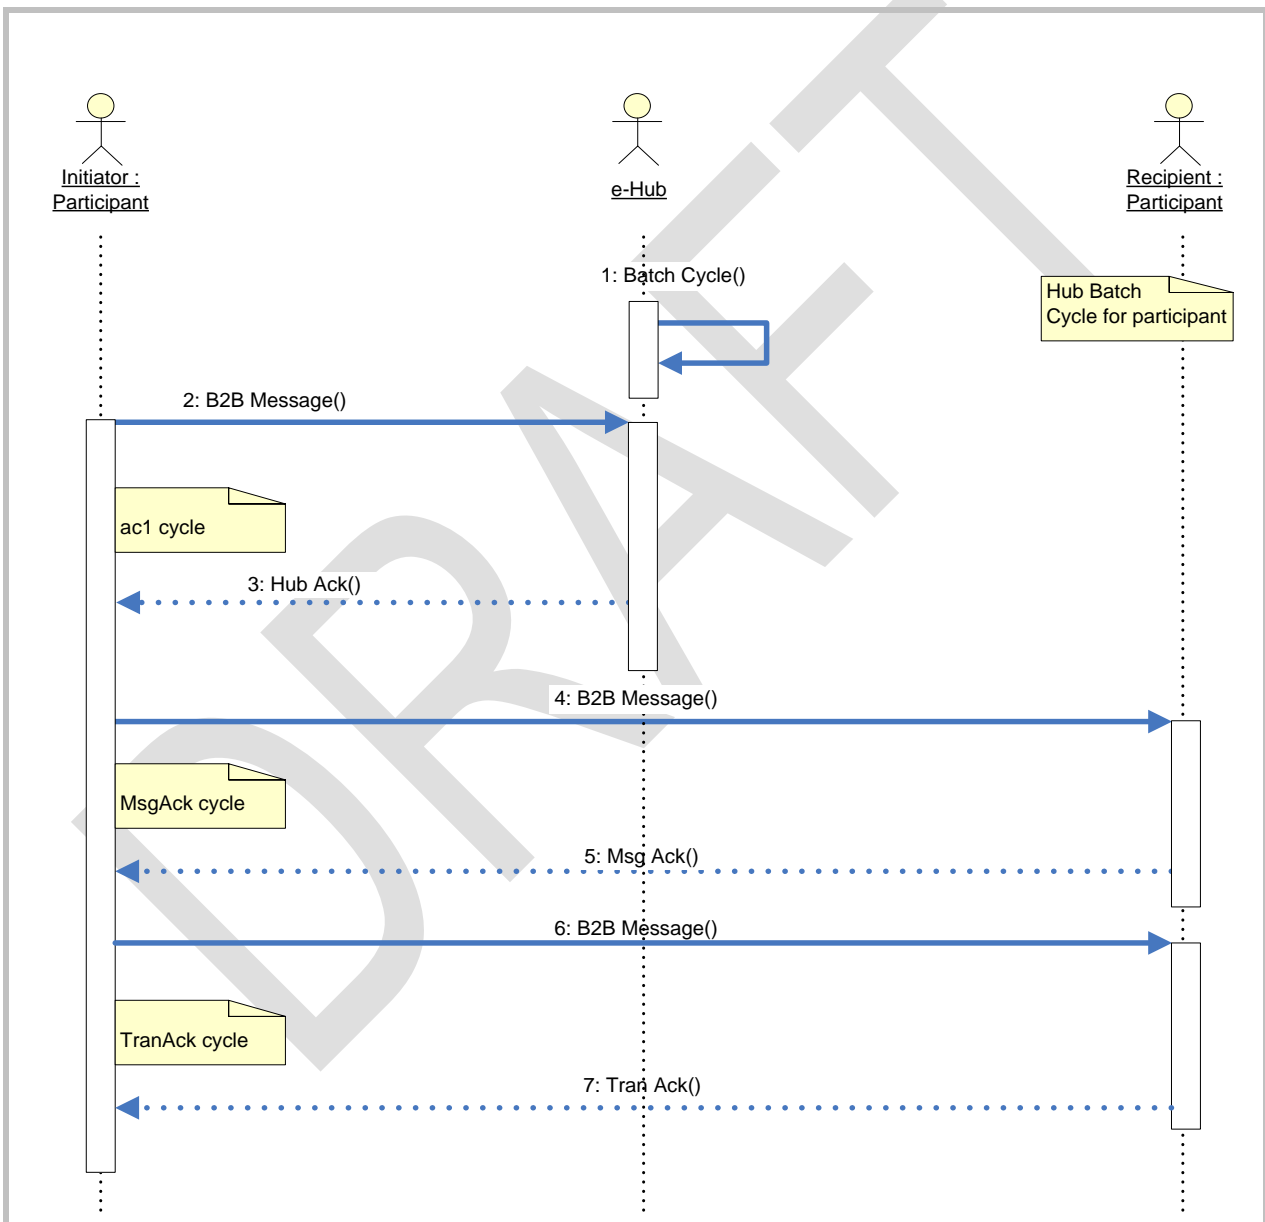 Initiator :
Participant
e-Hub
Recipient :
Participant
1: Batch Cycle()
Hub Batch
Cycle for participant
2: B2B Message()
ac1 cycle
3: Hub Ack()
4: B2B Message()
MsgAck cycle
5: Msg Ack()
6: B2B Message()
TranAck cycle
7: Tran Ack()
DRAFT